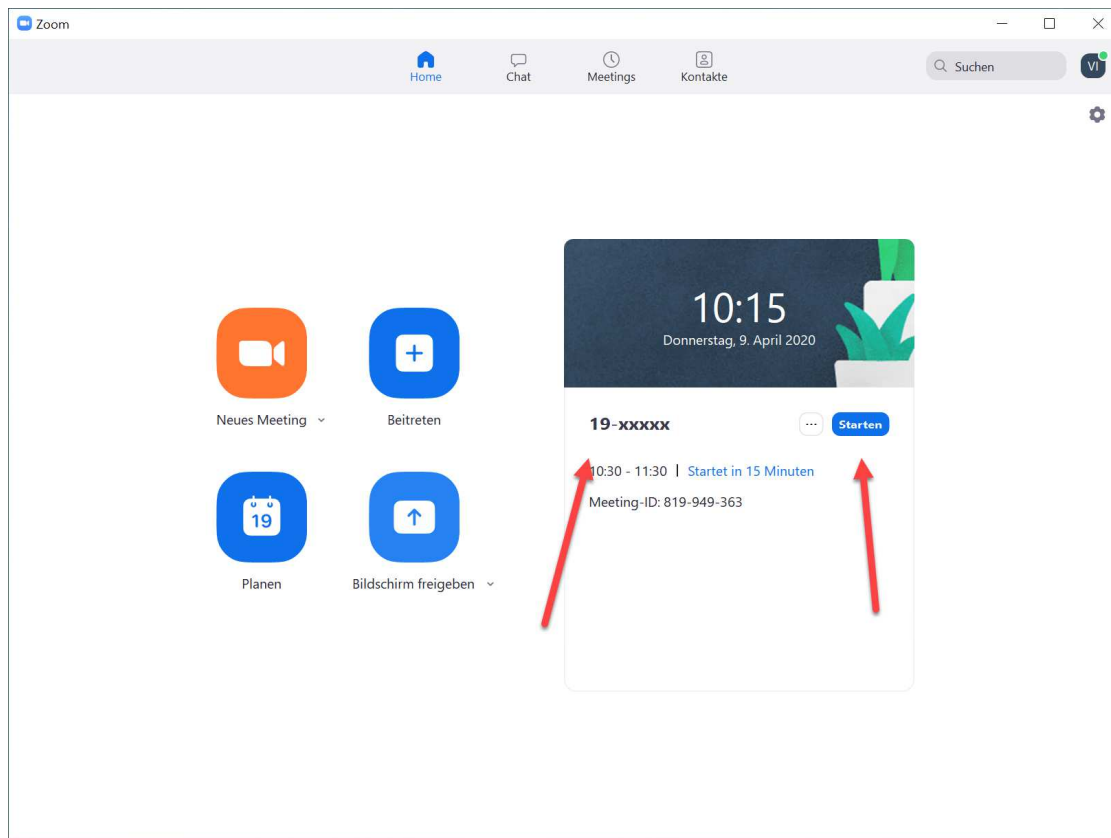 Zoom
Home
Chat
Meetings
Kontakte
Suchen
VI
10:15
Donnerstag, 9. April 2020
Neues Meeting
Beitreten
19-xxxxx
...
Starten
10:30 - 11:30 | Startet in 15 Minuten
Meeting-ID: 819-949-363
19
Planen
Bildschirm freigeben